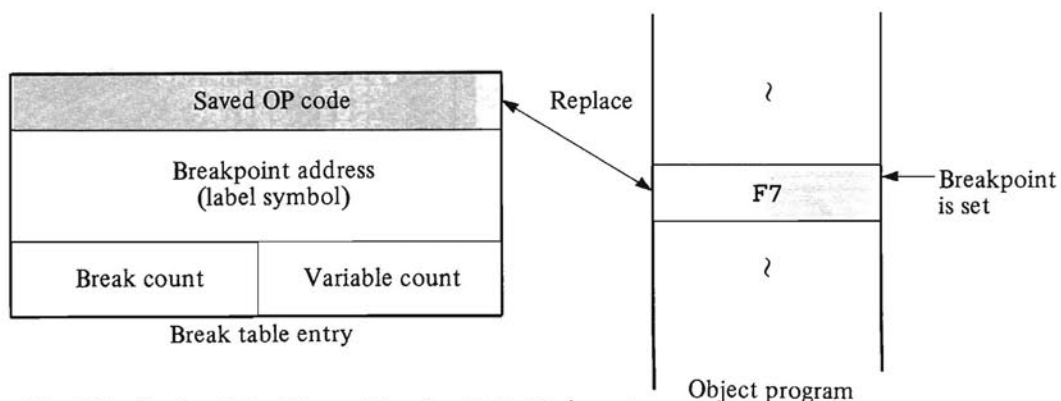 Saved OP code
Breakpoint address
(label symbol)
Break count
Variable count
Break table entry
Replace
F7
Breakpoint
is set
Object program